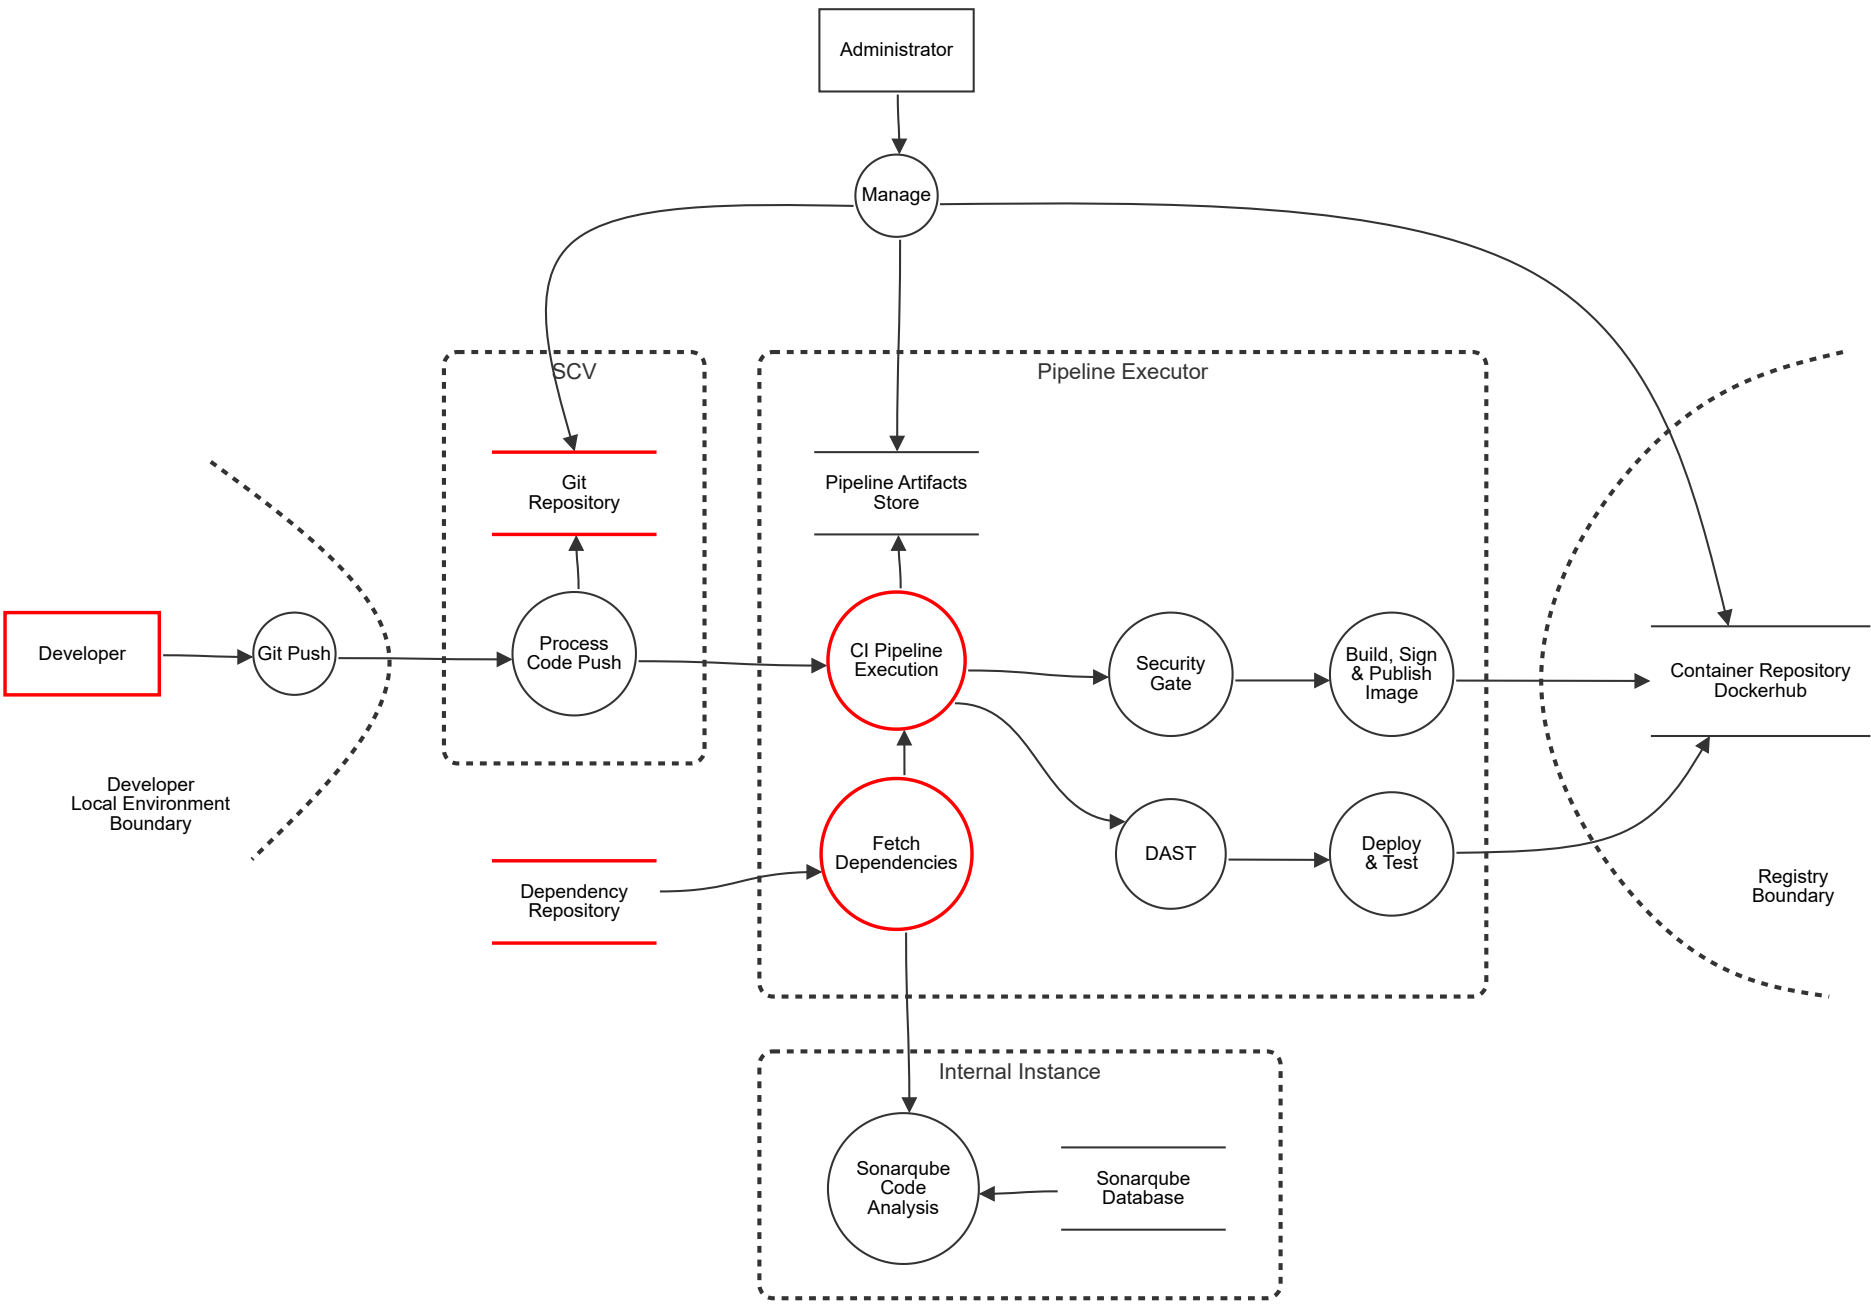 Administrator
Manage
SCV
Pipeline Executor
Git
Repository
Pipeline Artifacts
Store
Developer
Git Push
Process
Code Push
CI Pipeline
Execution
Security
Gate
Build, Sign
& Publish
Image
Container Repository
Dockerhub
Developer
Local Environment
Boundary
Dependency
Repository
Fetch
Dependencies
DAST
Deploy
& Test
Registry
Boundary
Internal Instance
Sonarqube
Code
Analysis
Sonarqube
Database